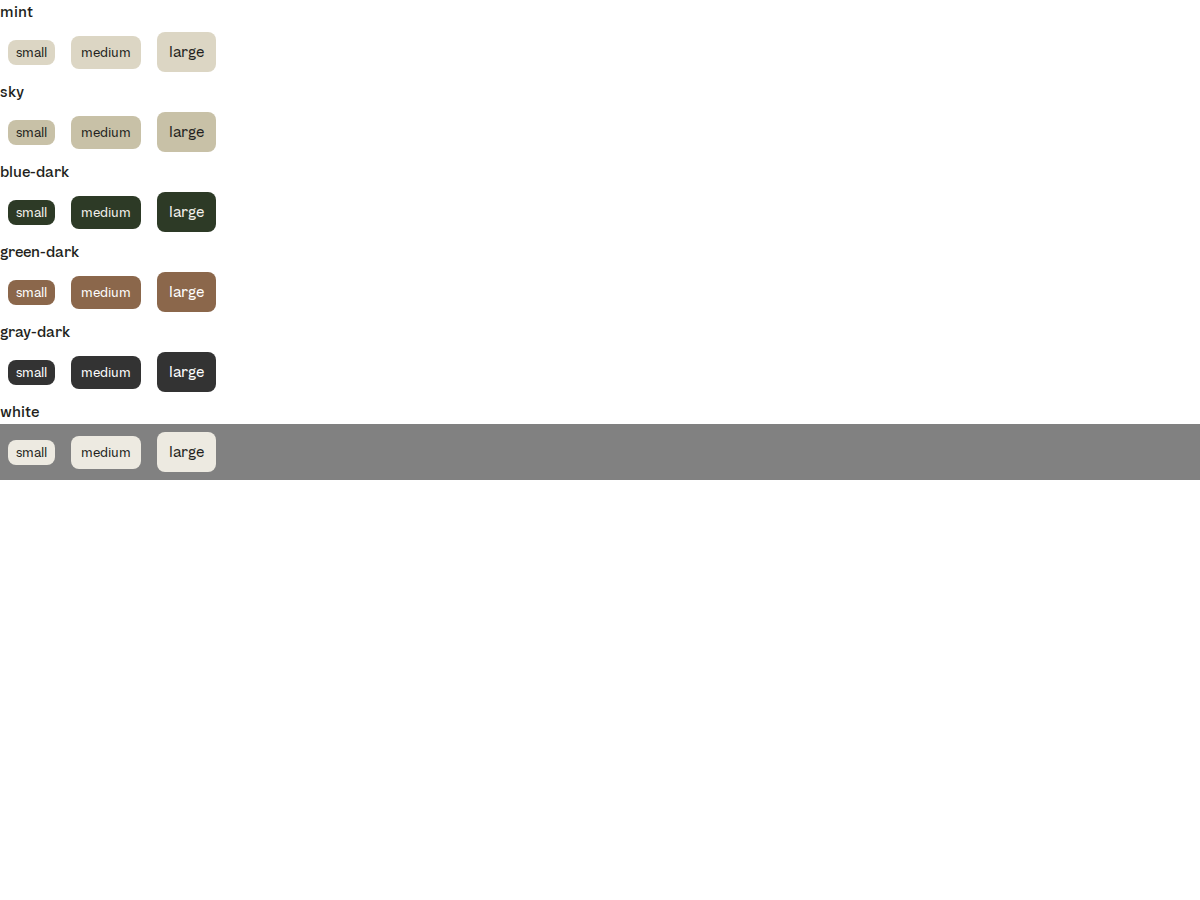 mint
small medium large
sky
small medium large
blue-dark
small medium large
green-dark
small medium large
gray-dark
small medium large
white
small medium large